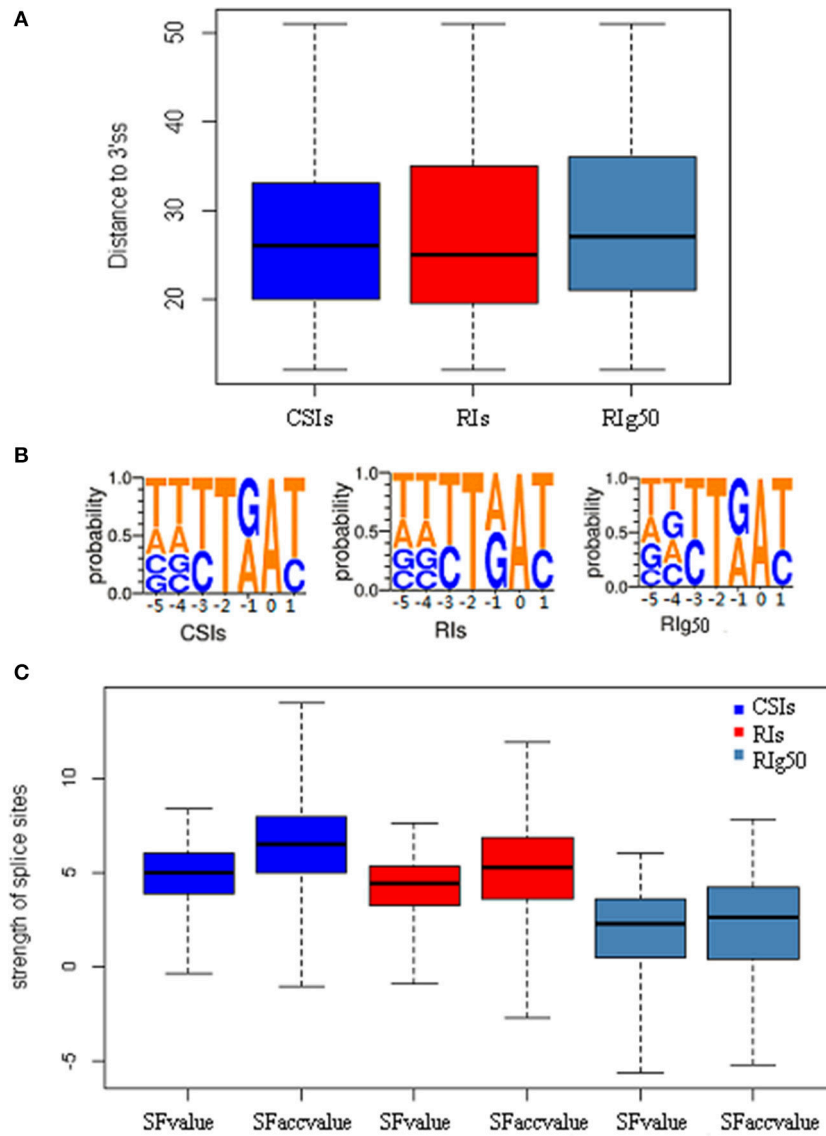 A
Distance to 3'ss
50
40
30
20
CSIs RIs RIg50
B
probability
1.0
0.5
0.0
T T T T G A T
A A C A C
C G
G C
-5 -4 -3 -2 -1 0 1
CSIs
probability
1.0
0.5
0.0
T T T T A A T
A A C G C
G G
C C
-5 -4 -3 -2 -1 0 1
RIs
probability
1.0
0.5
0.0
T T T T G A T
A G C A C
G A
C C
-5 -4 -3 -2 -1 0 1
RIg50
C
strength of splice sites
10
5
0
-5
CSIs
RIs
RIg50
SFvalue SFaccvalue SFvalue SFaccvalue SFvalue SFaccvalue